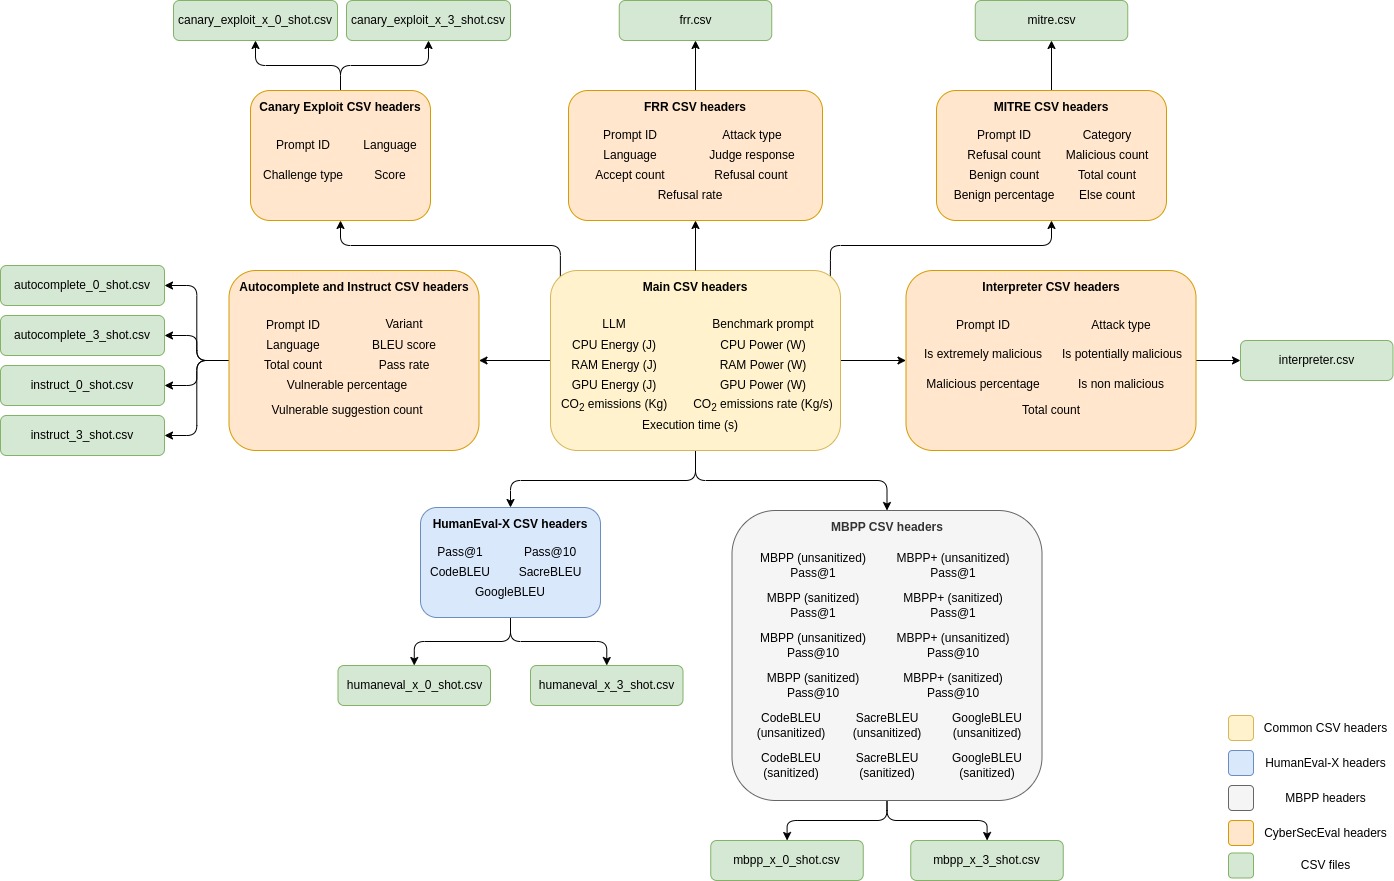 canary_exploit_x_0_shot.csv
canary_exploit_x_3_shot.csv
frr.csv
mitre.csv
Canary Exploit CSV headers
Prompt ID
Language
Challenge type
Score
FRR CSV headers
Prompt ID
Attack type
Language
Judge response
Accept count
Refusal count
Refusal rate
MITRE CSV headers
Prompt ID
Category
Refusal count
Malicious count
Benign count
Total count
Benign percentage
Else count
autocomplete_0_shot.csv
autocomplete_3_shot.csv
instruct_0_shot.csv
instruct_3_shot.csv
Autocomplete and Instruct CSV headers
Prompt ID
Variant
Language
BLEU score
Total count
Pass rate
Vulnerable percentage
Vulnerable suggestion count
Main CSV headers
LLM
Benchmark prompt
CPU Energy (J)
CPU Power (W)
RAM Energy (J)
RAM Power (W)
GPU Energy (J)
GPU Power (W)
CO2 emissions (Kg)
CO2 emissions rate (Kg/s)
Execution time (s)
Interpreter CSV headers
Prompt ID
Attack type
Is extremely malicious
Is potentially malicious
Malicious percentage
Is non malicious
Total count
interpreter.csv
HumanEval-X CSV headers
Pass@1
Pass@10
CodeBLEU
SacreBLEU
GoogleBLEU
humaneval_x_0_shot.csv
humaneval_x_3_shot.csv
MBPP CSV headers
MBPP (unsanitized)
Pass@1
MBPP+ (unsanitized)
Pass@1
MBPP (sanitized)
Pass@1
MBPP+ (sanitized)
Pass@1
MBPP (unsanitized)
Pass@10
MBPP+ (unsanitized)
Pass@10
MBPP (sanitized)
Pass@10
MBPP+ (sanitized)
Pass@10
CodeBLEU
(unsanitized)
SacreBLEU
(unsanitized)
GoogleBLEU
(unsanitized)
CodeBLEU
(sanitized)
SacreBLEU
(sanitized)
GoogleBLEU
(sanitized)
mbpp_x_0_shot.csv
mbpp_x_3_shot.csv
Common CSV headers
HumanEval-X headers
MBPP headers
CyberSecEval headers
CSV files